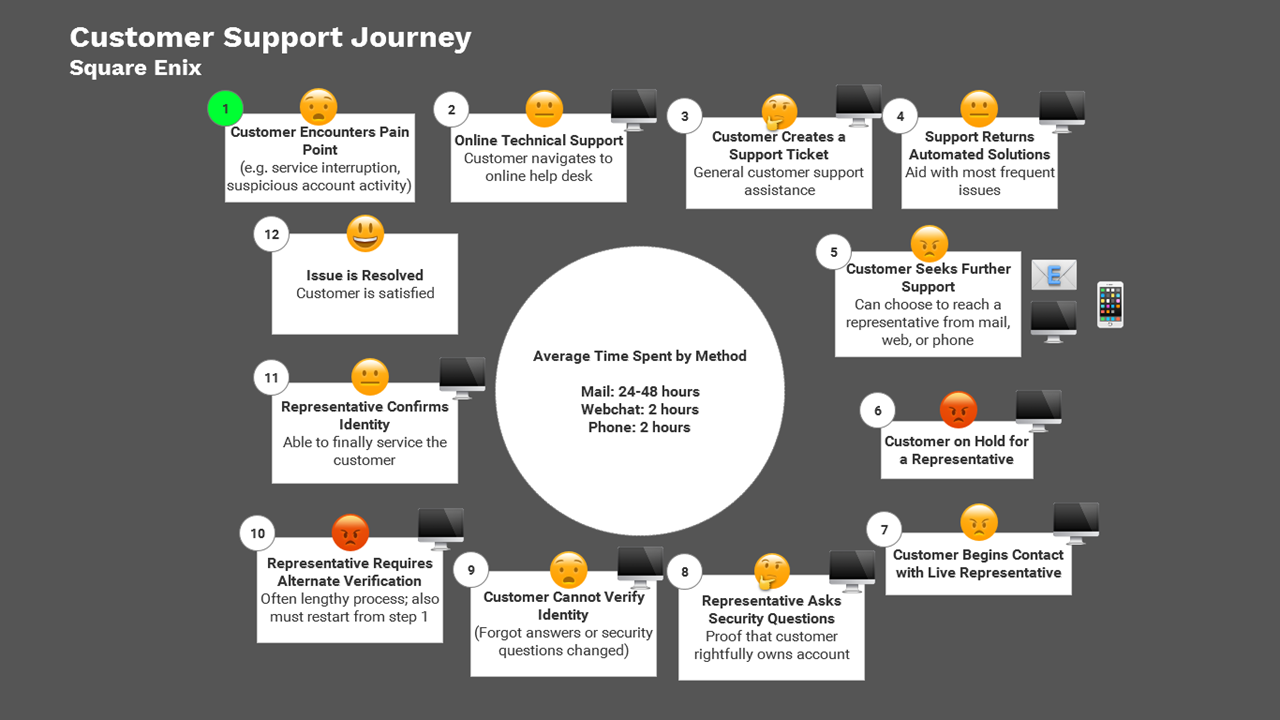 Customer Support Journey
Square Enix
1
Customer Encounters Pain
Point
(e.g. service interruption,
suspicious account activity)
2
Online Technical Support
Customer navigates to
online help desk
3
Customer Creates a
Support Ticket
General customer support
assistance
4
Support Returns
Automated Solutions
Aid with most frequent
issues
5
Customer Seeks Further
Support
Can choose to reach a
representative from mail,
web, or phone
E
6
Customer on Hold for
a Representative
7
Customer Begins Contact
with Live Representative
8
Representative Asks
Security Questions
Proof that customer
rightfully owns account
9
Customer Cannot Verify
Identity
(Forgot answers or security
questions changed)
10
Representative Requires
Alternate Verification
Often lengthy process; also
must restart from step 1
11
Representative Confirms
Identity
Able to finally service the
customer
12
Issue is Resolved
Customer is satisfied
Average Time Spent by Method
Mail: 24-48 hours
Webchat: 2 hours
Phone: 2 hours